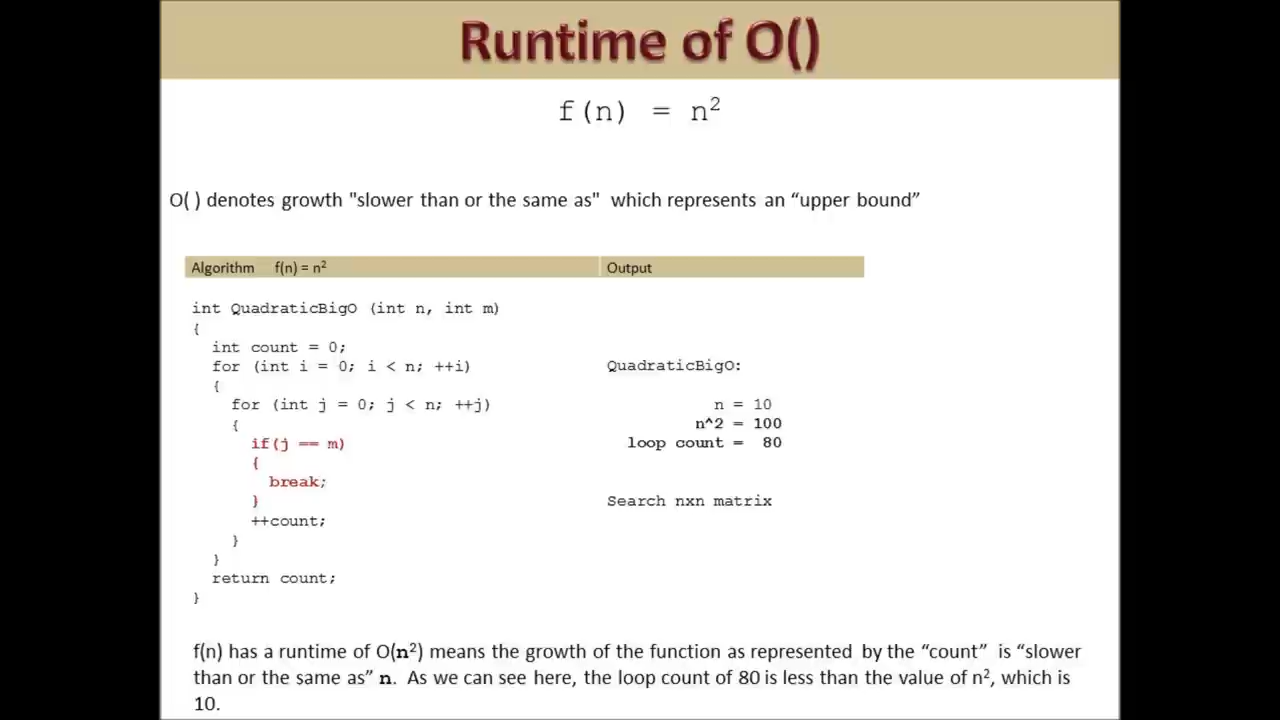 Runtime of O()
f(n) = n²
O( ) denotes growth "slower than or the same as" which represents an “upper bound”
Algorithm f(n) = n² Output
int QuadraticBigO (int n, int m)
{
int count = 0;
for (int i = 0; i < n; ++i) QuadraticBigO:
{
for (int j = 0; j < n; ++j) n = 10
{ n^2 = 100
if(j == m) loop count = 80
{
break;
} Search nxn matrix
++count;
}
}
return count;
}
f(n) has a runtime of O(n²) means the growth of the function as represented by the “count” is “slower
than or the same as” n. As we can see here, the loop count of 80 is less than the value of n², which is
10.